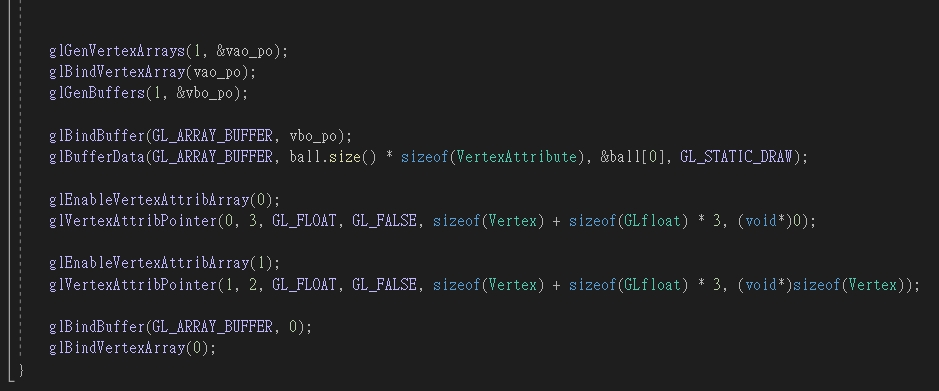 glGenVertexArrays(1, &vao_po);
glBindVertexArray(vao_po);
glGenBuffers(1, &vbo_po);
glBindBuffer(GL_ARRAY_BUFFER, vbo_po);
glBufferData(GL_ARRAY_BUFFER, ball.size() * sizeof(VertexAttribute), &ball[0], GL_STATIC_DRAW);
glEnableVertexAttribArray(0);
glVertexAttribPointer(0, 3, GL_FLOAT, GL_FALSE, sizeof(Vertex) + sizeof(GLfloat) * 3, (void*)0);
glEnableVertexAttribArray(1);
glVertexAttribPointer(1, 2, GL_FLOAT, GL_FALSE, sizeof(Vertex) + sizeof(GLfloat) * 3, (void*)sizeof(Vertex));
glBindBuffer(GL_ARRAY_BUFFER, 0);
glBindVertexArray(0);
}